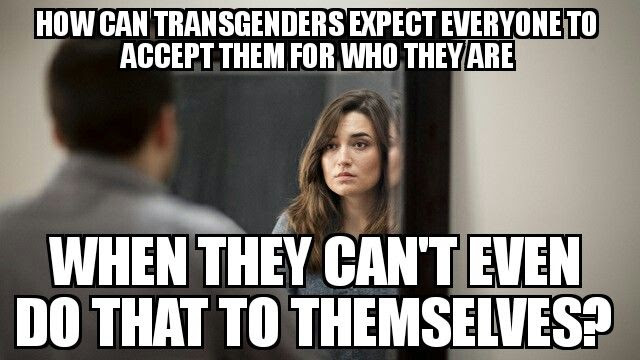 HOW CAN TRANSGENDERS EXPECT EVERYONE TO
ACCEPT THEM FOR WHO THEY ARE
WHEN THEY CAN'T EVEN
DO THAT TO THEMSELVES?